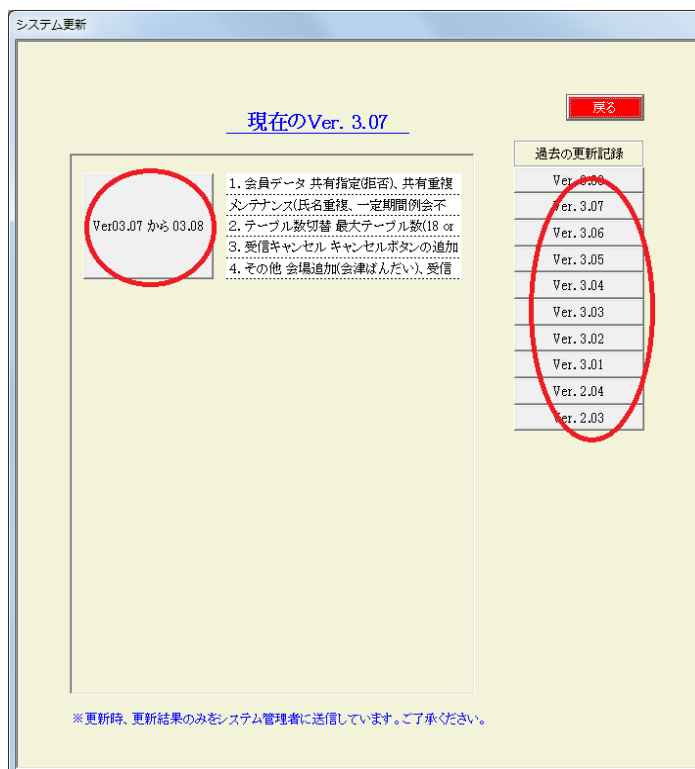 システム更新
戻る
現在のVer. 3.07
過去の更新記録
Ver03.07 から 03.08
1. 会員データ 共有指定(拒否)、共有重複
メンテナンス(氏名重複、一定期間例会不
2. テーブル数切替 最大テーブル数(18 or
3. 受信キャンセル キャンセルボタンの追加
4. その他 会場追加(会津ばんだい)、受信
Ver. 3.08
Ver. 3.07
Ver. 3.06
Ver. 3.05
Ver. 3.04
Ver. 3.03
Ver. 3.02
Ver. 3.01
Ver. 2.04
Ver. 2.03
※更新時、更新結果のみをシステム管理者に送信しています。ご了承ください。